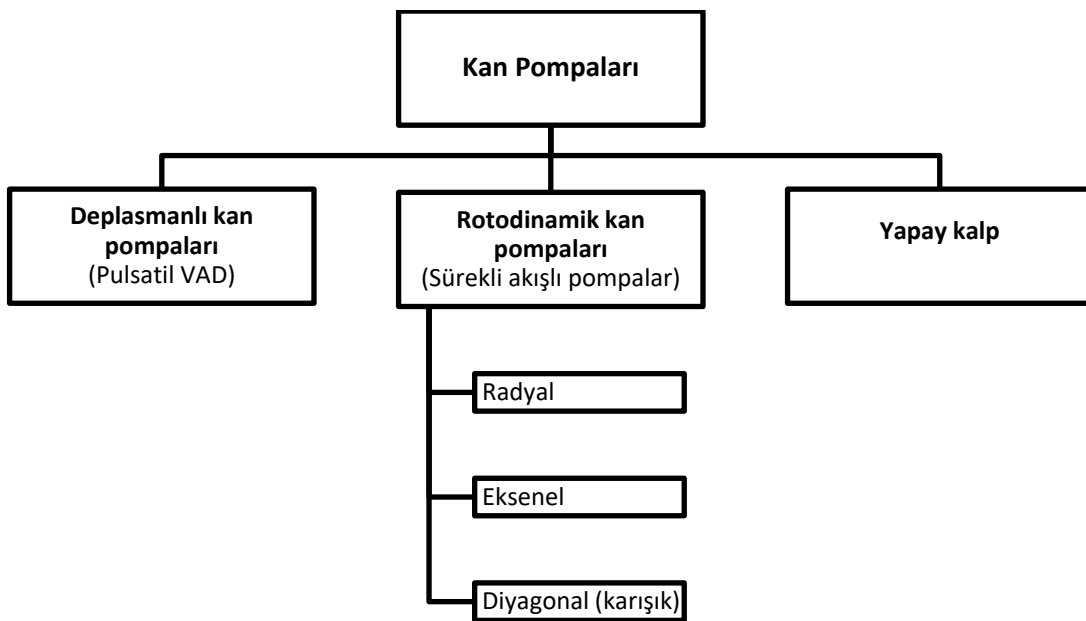 Kan Pompaları
Deplasmanlı kan
pompaları
(Pulsatil VAD)
Rotodinamik kan
pompaları
(Sürekli akışlı pompalar)
Yapay kalp
Radyal
Eksenel
Diyagonal (karışık)